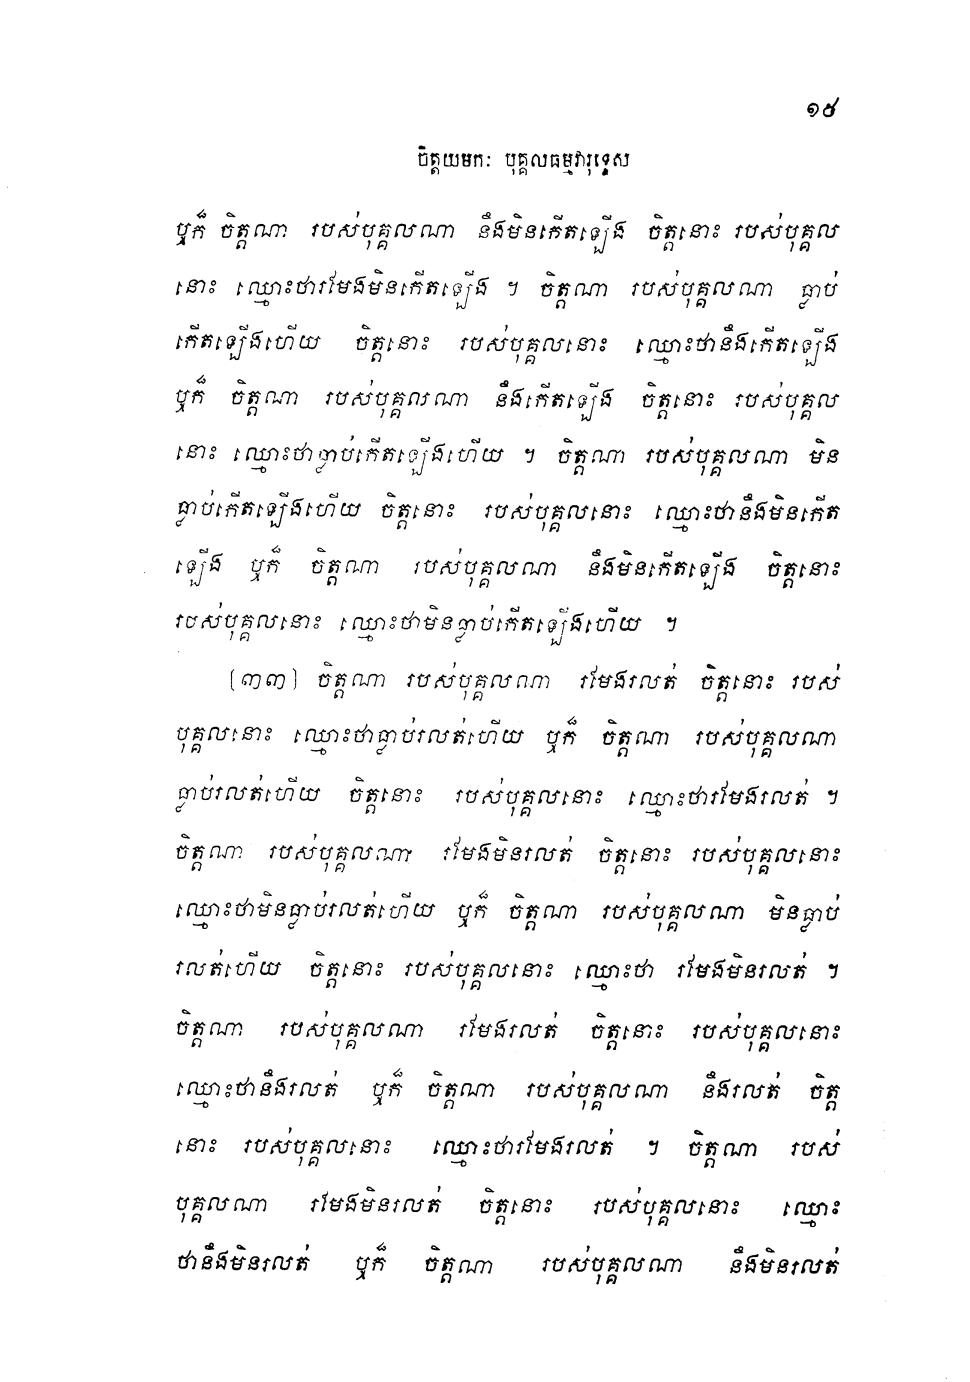 ១៥
ចិត្តយមកៈ បុគ្គលធម្មវារុទ្ទេស
ឬក៏ ចិត្តណា របស់បុគ្គលណា នឹងមិនកើតឡើង ចិត្តនោះ របស់បុគ្គល
នោះ ឈ្មោះថារមែងមិនកើតឡើង ។ ចិត្តណា របស់បុគ្គលណា ធ្លាប់
កើតឡើងហើយ ចិត្តនោះ របស់បុគ្គលនោះ ឈ្មោះថានឹងកើតឡើង
ឬក៏ ចិត្តណា របស់បុគ្គលណា នឹងកើតឡើង ចិត្តនោះ របស់បុគ្គល
នោះ ឈ្មោះថាធ្លាប់កើតឡើងហើយ ។ ចិត្តណា របស់បុគ្គលណា មិន
ធ្លាប់កើតឡើងហើយ ចិត្តនោះ របស់បុគ្គលនោះ ឈ្មោះថានឹងមិនកើត
ឡើង ឬក៏ ចិត្តណា របស់បុគ្គលណា នឹងមិនកើតឡើង ចិត្តនោះ
របស់បុគ្គលនោះ ឈ្មោះថាមិនធ្លាប់កើតឡើងហើយ ។
(៣៣) ចិត្តណា របស់បុគ្គលណា រមែងរលត់ ចិត្តនោះ របស់
បុគ្គលនោះ ឈ្មោះថាធ្លាប់រលត់ហើយ ឬក៏ ចិត្តណា របស់បុគ្គលណា
ធ្លាប់រលត់ហើយ ចិត្តនោះ របស់បុគ្គលនោះ ឈ្មោះថារមែងរលត់ ។
ចិត្តណា របស់បុគ្គលណា រមែងមិនរលត់ ចិត្តនោះ របស់បុគ្គលនោះ
ឈ្មោះថាមិនធ្លាប់រលត់ហើយ ឬក៏ ចិត្តណា របស់បុគ្គលណា មិនធ្លាប់
រលត់ហើយ ចិត្តនោះ របស់បុគ្គលនោះ ឈ្មោះថា រមែងមិនរលត់ ។
ចិត្តណា របស់បុគ្គលណា រមែងរលត់ ចិត្តនោះ របស់បុគ្គលនោះ
ឈ្មោះថានឹងរលត់ ឬក៏ ចិត្តណា របស់បុគ្គលណា នឹងរលត់ ចិត្ត
នោះ របស់បុគ្គលនោះ ឈ្មោះថារមែងរលត់ ។ ចិត្តណា របស់
បុគ្គលណា រមែងមិនរលត់ ចិត្តនោះ របស់បុគ្គលនោះ ឈ្មោះ
ថានឹងមិនរលត់ ឬក៏ ចិត្តណា របស់បុគ្គលណា នឹងមិនរលត់